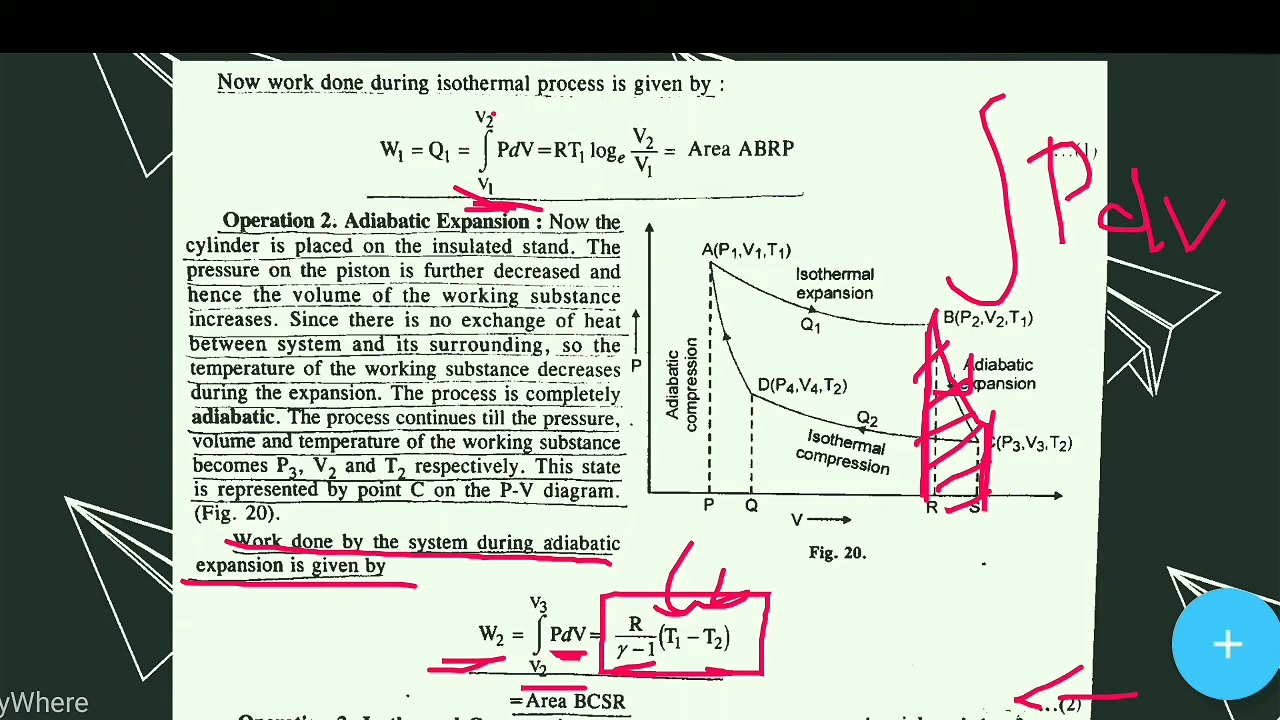 Now work done during isothermal process is given by :
W₁ = Q₁ = ∫ V₁ V₂ PdV = RT₁ logₑ V₂/V₁ = Area ABRP ...(1)
∫ Pdv
Operation 2. Adiabatic Expansion : Now the
cylinder is placed on the insulated stand. The
pressure on the piston is further decreased and
hence the volume of the working substance
increases. Since there is no exchange of heat
between system and its surrounding, so the
temperature of the working substance decreases
during the expansion. The process is completely
adiabatic. The process continues till the pressure,
volume and temperature of the working substance
becomes P₃, V₂ and T₂ respectively. This state
is represented by point C on the P-V diagram.
(Fig. 20).
A(P₁,V₁,T₁)
Isothermal
expansion
Q₁
B(P₂,V₂,T₁)
Adiabatic
expansion
P
Adiabatic
compression
D(P₄,V₄,T₂)
Q₂
C(P₃,V₃,T₂)
Isothermal
compression
P Q R S
V
Fig. 20.
Work done by the system during adiabatic
expansion is given by
W₂ = ∫ V₂ V₃ PdV = R/(γ – 1) (T₁ – T₂)
= Area BCSR ...(2)